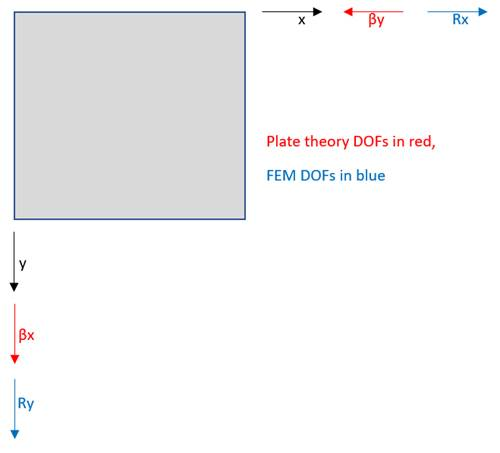 x
βy
Rx
Plate theory DOFs in red,
FEM DOFs in blue
y
βx
Ry